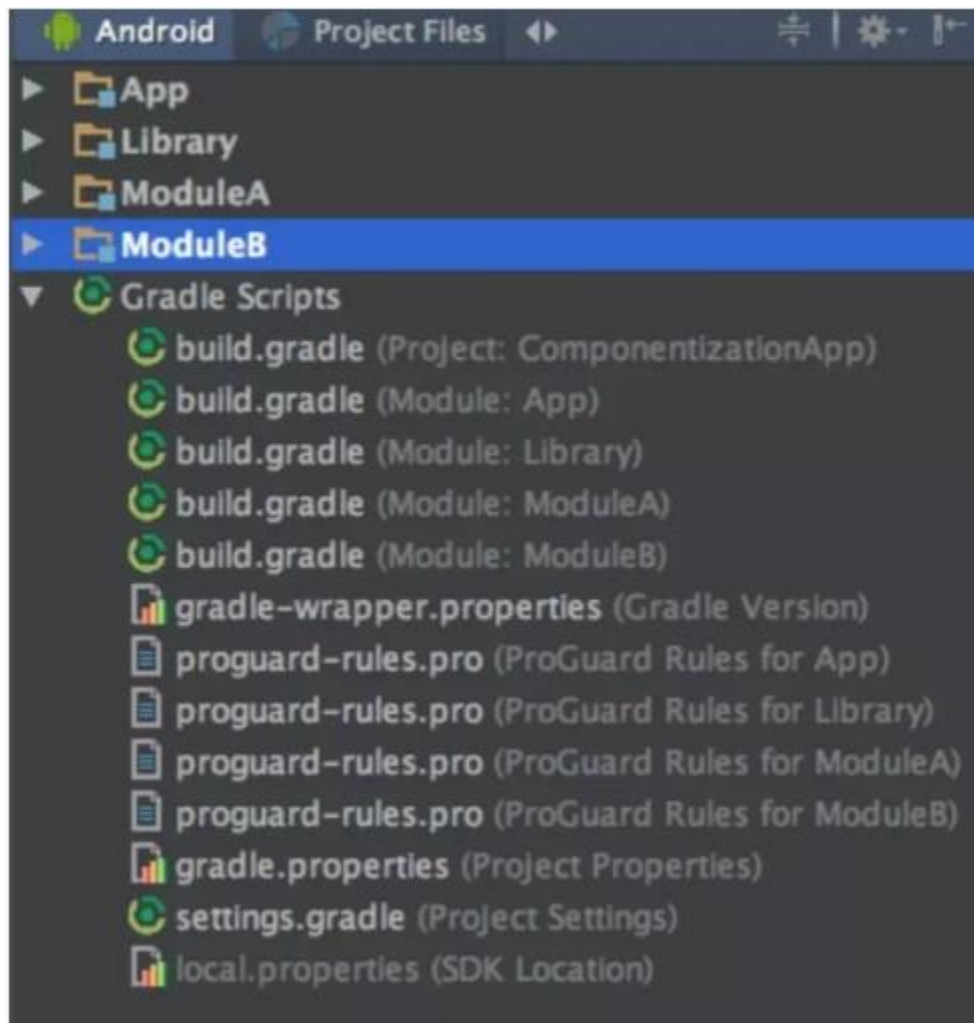 Android Project Files
App
Library
ModuleA
ModuleB
Gradle Scripts
build.gradle (Project: ComponentizationApp)
build.gradle (Module: App)
build.gradle (Module: Library)
build.gradle (Module: ModuleA)
build.gradle (Module: ModuleB)
gradle-wrapper.properties (Gradle Version)
proguard-rules.pro (ProGuard Rules for App)
proguard-rules.pro (ProGuard Rules for Library)
proguard-rules.pro (ProGuard Rules for ModuleA)
proguard-rules.pro (ProGuard Rules for ModuleB)
gradle.properties (Project Properties)
settings.gradle (Project Settings)
local.properties (SDK Location)